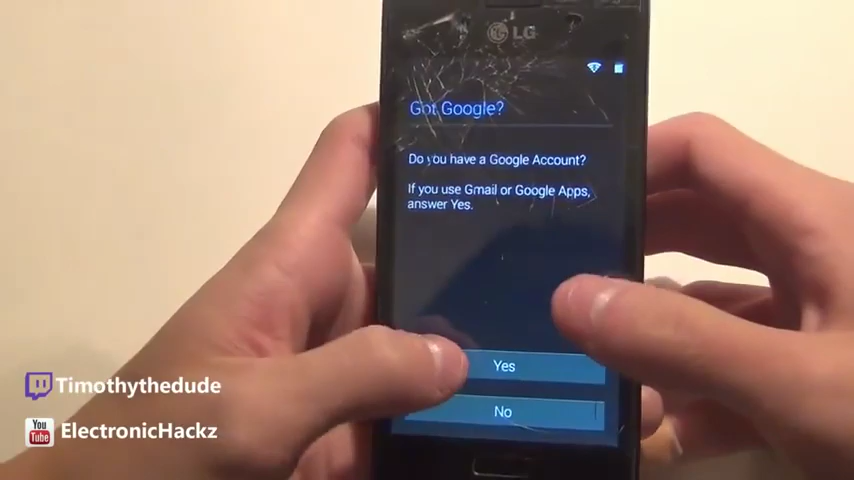 LG
Got Google?
Do you have a Google Account?
If you use Gmail or Google Apps,
answer Yes.
Yes
No
Timothythedude
You
Tube
ElectronicHackz